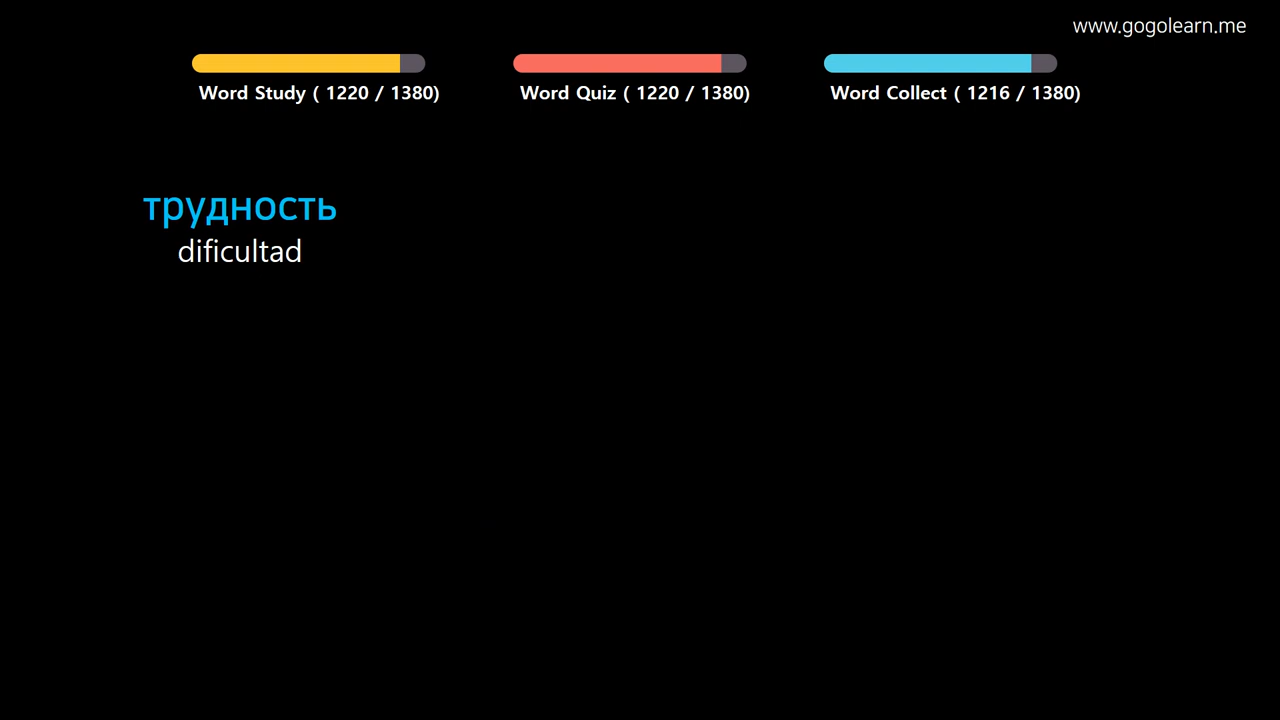 www.gogolearn.me
Word Study ( 1220 / 1380)
Word Quiz ( 1220 / 1380)
Word Collect ( 1216 / 1380)
трудность
dificultad